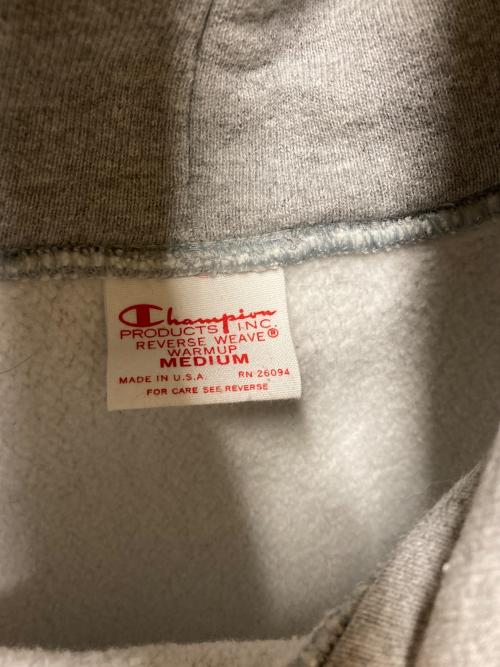 Champion
PRODUCTS INC.
REVERSE WEAVE®
WARMUP
MEDIUM
MADE IN U.S.A. RN 26094
FOR CARE SEE REVERSE